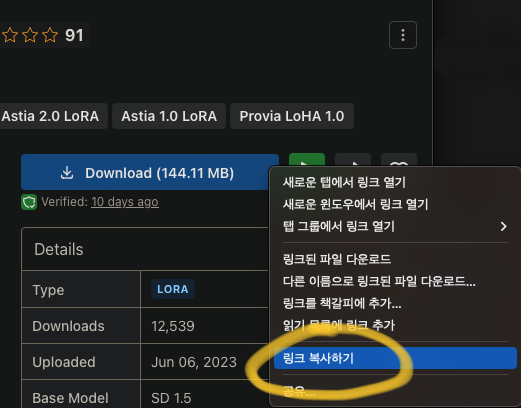 91
Astia 2.0 LoRA
Astia 1.0 LoRA
Provia LoHA 1.0
Download (144.11 MB)
Verified: 10 days ago
Details
Type LORA
Downloads 12,539
Uploaded Jun 06, 2023
Base Model SD 1.5
새로운 탭에서 링크 열기
새로운 윈도우에서 링크 열기
탭 그룹에서 링크 열기
링크된 파일 다운로드
다른 이름으로 링크된 파일 다운로드...
링크를 책갈피에 추가...
읽기 목록에 링크 추가
링크 복사하기
공유...